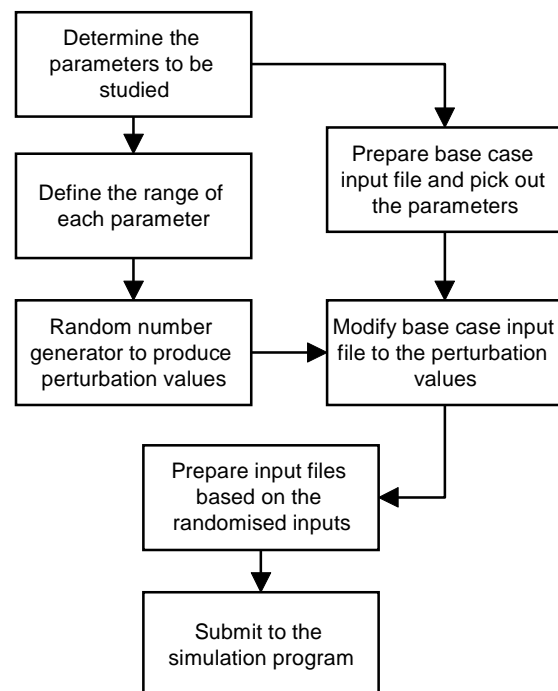 Determine the
parameters to be
studied
Prepare base case
input file and pick out
the parameters
Define the range of
each parameter
Random number
generator to produce
perturbation values
Modify base case input
file to the perturbation
values
Prepare input files
based on the
randomised inputs
Submit to the
simulation program